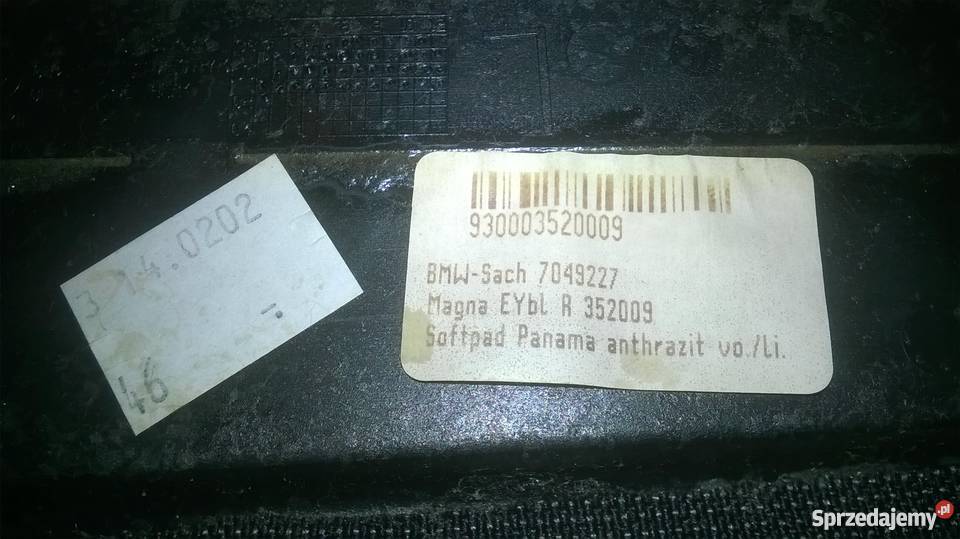 3 14.0202
46
930003520009
BMW-Sach 7049227
Magna EYbl R 352009
Softpad Panama anthrazit vo./li.
Sprzedajemy.pl